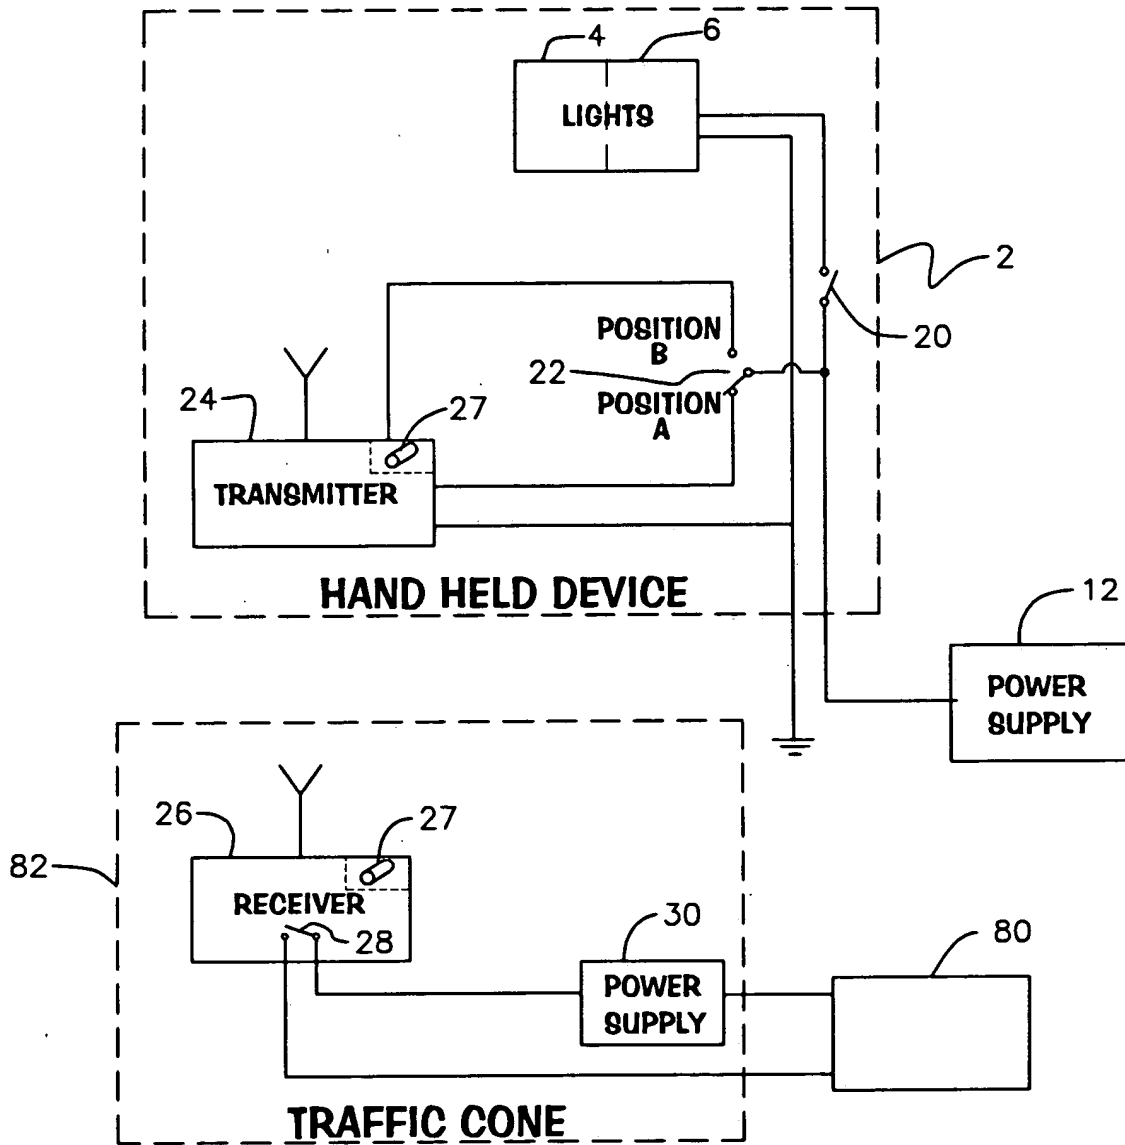 4
6
LIGHTS
2
20
POSITION
B
22
POSITION
A
24
27
TRANSMITTER
HAND HELD DEVICE
12
POWER
SUPPLY
26
27
82
RECEIVER
28
30
POWER
SUPPLY
80
TRAFFIC CONE